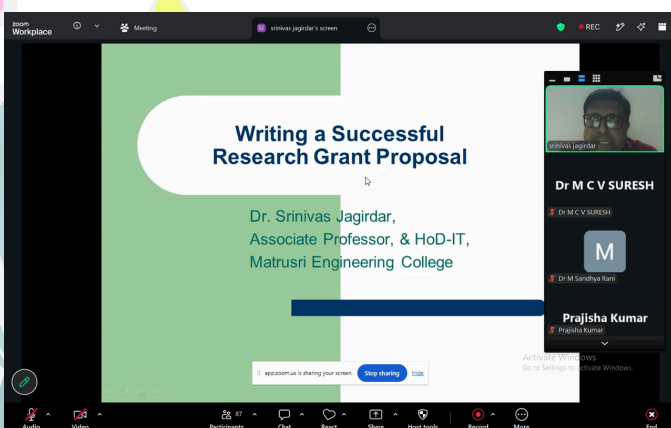 zoom
Workplace
Meeting
SJ srinivas jagirdar's screen
REC
Writing a Successful
Research Grant Proposal
Dr. Srinivas Jagirdar,
Associate Professor, & HoD-IT,
Matrusri Engineering College
srinivas jagirdar
Dr M C V SURESH
Dr M C V SURESH
M
Dr M Sandhya Rani
Prajisha Kumar
Prajisha Kumar
Activate Windows
Go to Settings to activate Windows.
app.zoom.us is sharing your screen.
Stop sharing
Hide
87
Audio
Video
Participants
Chat
React
Share
Host tools
Record
More
End